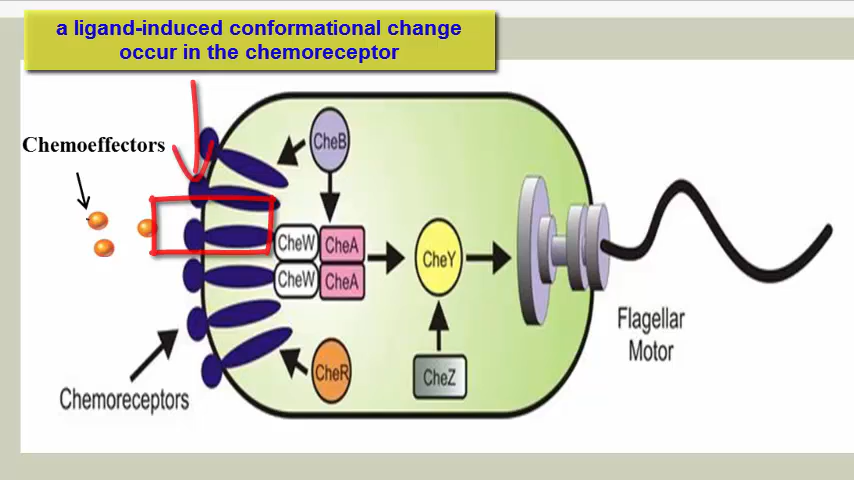 a ligand-induced conformational change
occur in the chemoreceptor
Chemoeffectors
CheB
CheW
CheA
CheW
CheA
CheY
CheZ
CheR
Chemoreceptors
Flagellar
Motor